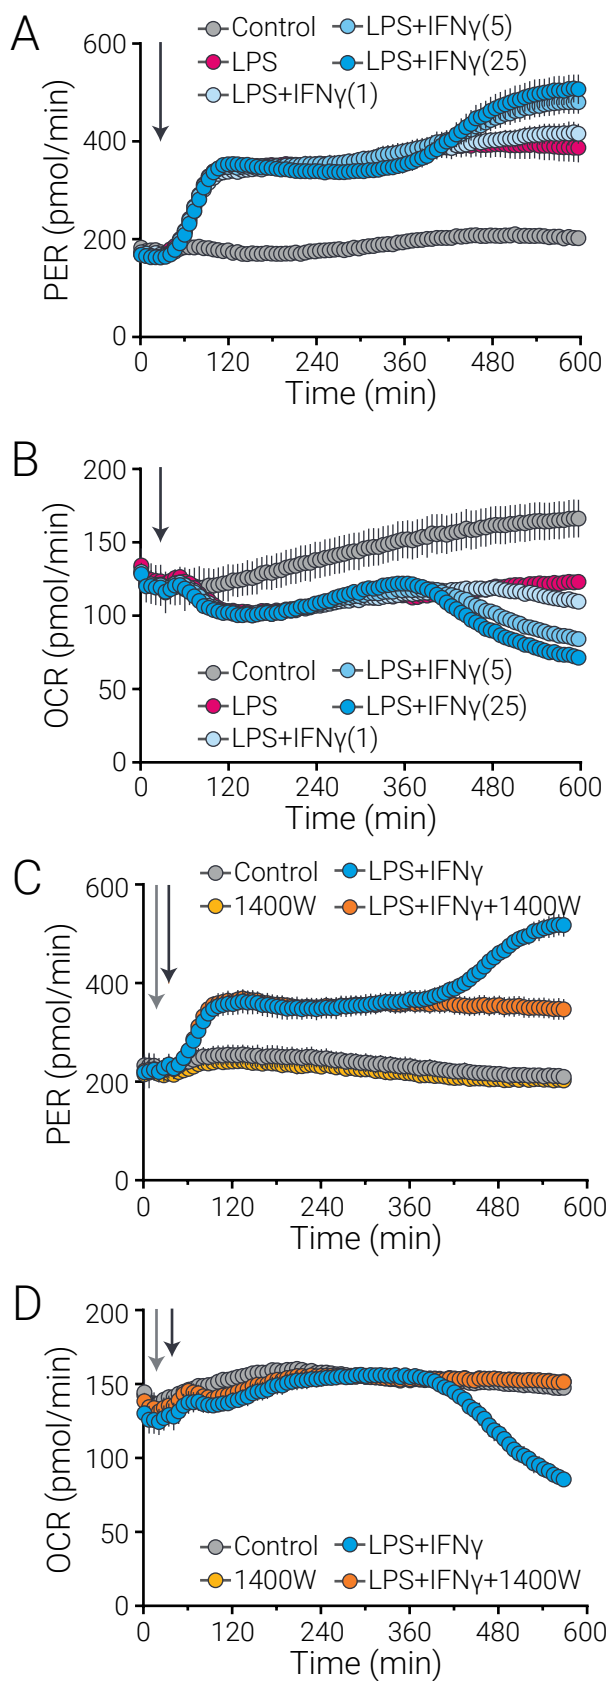 A
Control
LPS+IFNγ(5)
LPS
LPS+IFNγ(25)
LPS+IFNγ(1)
PER (pmol/min)
600
400
200
0
0 120 240 360 480 600
Time (min)
B
OCR (pmol/min)
200
150
100
50
0
Control
LPS+IFNγ(5)
LPS
LPS+IFNγ(25)
LPS+IFNγ(1)
0 120 240 360 480 600
Time (min)
C
Control
LPS+IFNγ
1400W
LPS+IFNγ+1400W
PER (pmol/min)
600
400
200
0
0 120 240 360 480 600
Time (min)
D
OCR (pmol/min)
200
150
100
50
0
Control
LPS+IFNγ
1400W
LPS+IFNγ+1400W
0 120 240 360 480 600
Time (min)